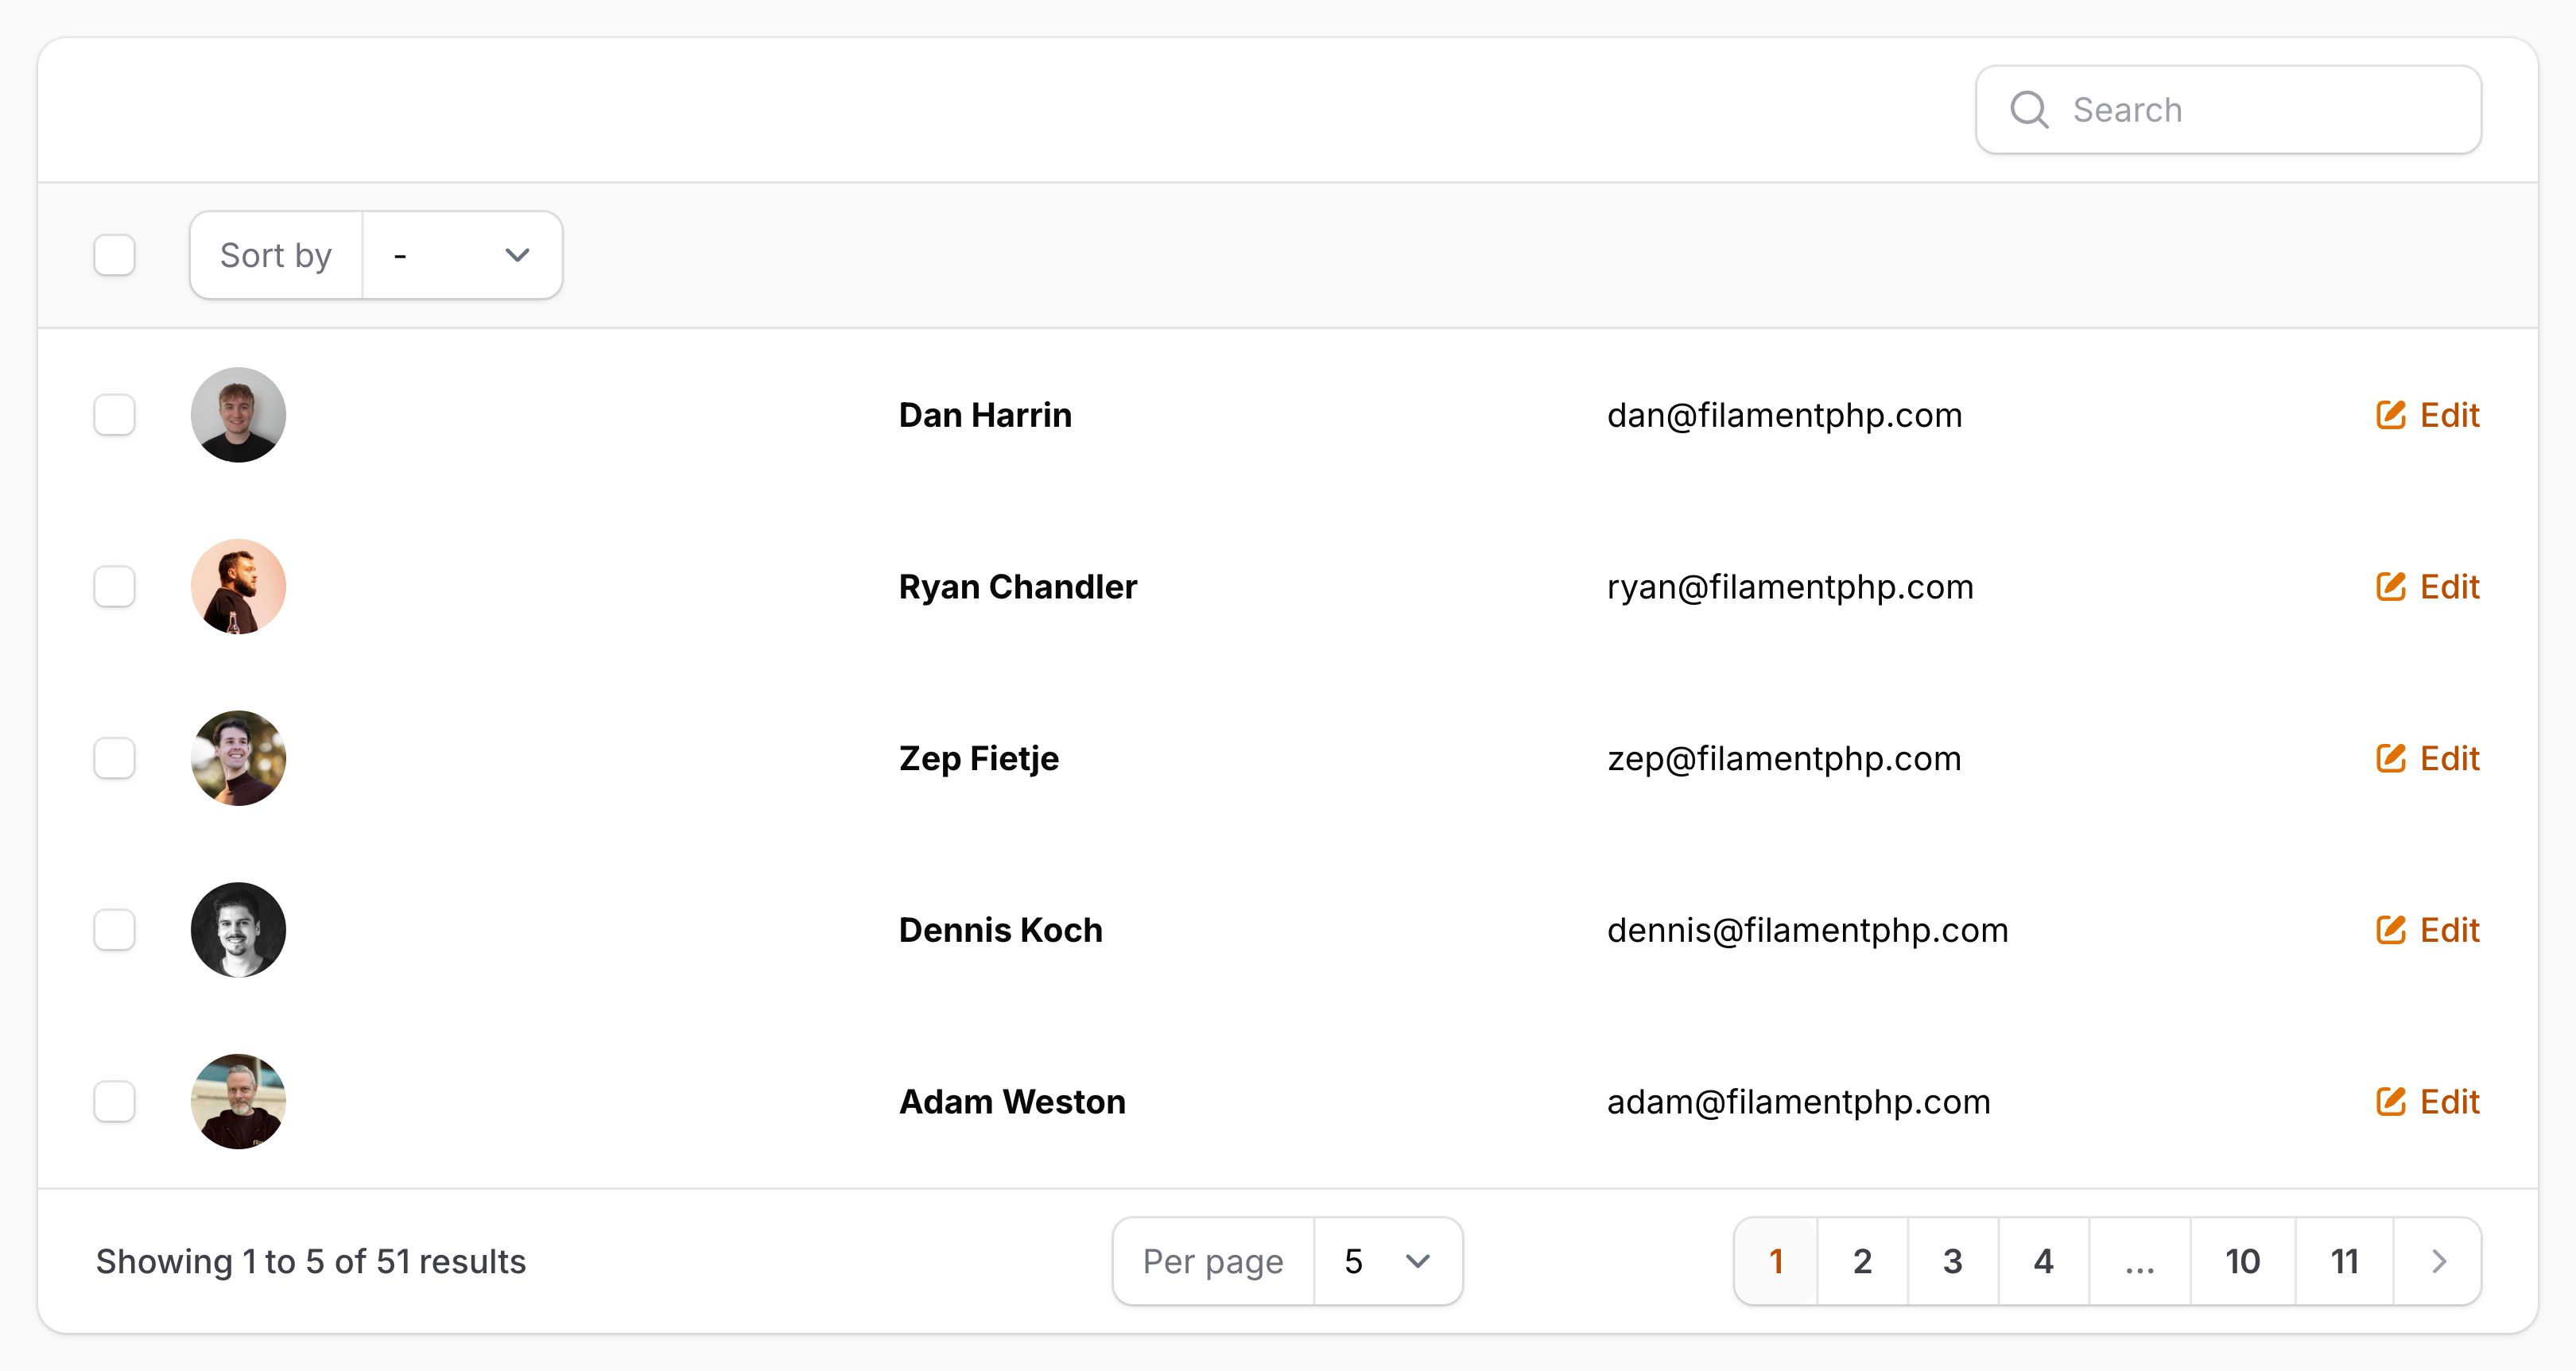 Search
Sort by -
Dan Harrin dan@filamentphp.com Edit
Ryan Chandler ryan@filamentphp.com Edit
Zep Fietje zep@filamentphp.com Edit
Dennis Koch dennis@filamentphp.com Edit
Adam Weston adam@filamentphp.com Edit
Showing 1 to 5 of 51 results Per page 5 1 2 3 4 ... 10 11